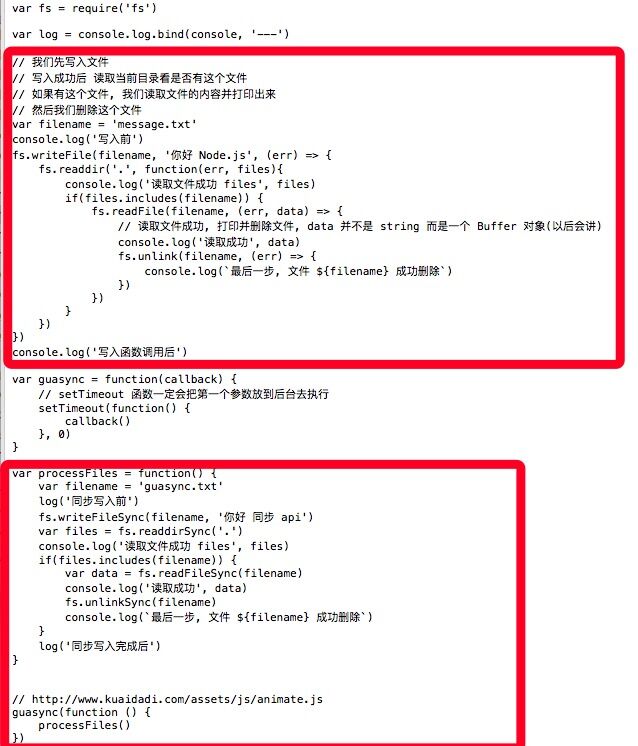 var fs = require('fs')
var log = console.log.bind(console, '---')
// 我们先写入文件
// 写入成功后 读取当前目录看是否有这个文件
// 如果有这个文件, 我们读取文件的内容并打印出来
// 然后我们删除这个文件
var filename = 'message.txt'
console.log('写入前')
fs.writeFile(filename, '你好 Node.js', (err) => {
    fs.readdir('.', function(err, files){
        console.log('读取文件成功 files', files)
        if(files.includes(filename)) {
            fs.readFile(filename, (err, data) => {
                // 读取文件成功, 打印并删除文件, data 并不是 string 而是一个 Buffer 对象(以后会讲)
                console.log('读取成功', data)
                fs.unlink(filename, (err) => {
                    console.log(`最后一步, 文件 ${filename} 成功删除`)
                })
            })
        }
    })
})
console.log('写入函数调用后')
var guasync = function(callback) {
    // setTimeout 函数一定会把第一个参数放到后台去执行
    setTimeout(function() {
        callback()
    }, 0)
}
var processFiles = function() {
    var filename = 'guasync.txt'
    log('同步写入前')
    fs.writeFileSync(filename, '你好 同步 api')
    var files = fs.readdirSync('.')
    console.log('读取文件成功 files', files)
    if(files.includes(filename)) {
        var data = fs.readFileSync(filename)
        console.log('读取成功', data)
        fs.unlinkSync(filename)
        console.log(`最后一步, 文件 ${filename} 成功删除`)
    }
    log('同步写入完成后')
}
// http://www.kuaidadi.com/assets/js/animate.js
guasync(function () {
    processFiles()
})